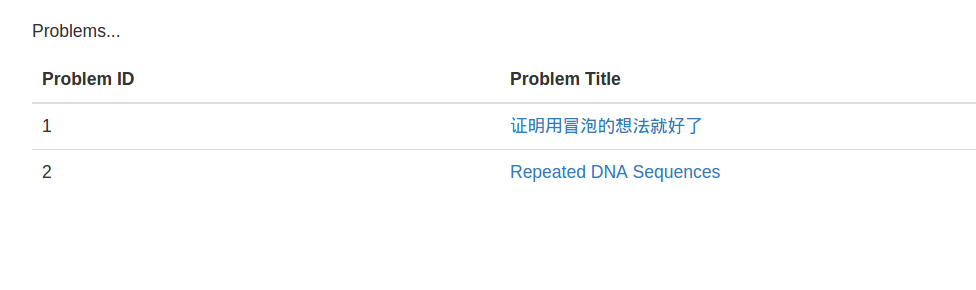 Problems...
Problem ID Problem Title
1 证明用冒泡的想法就好了
2 Repeated DNA Sequences